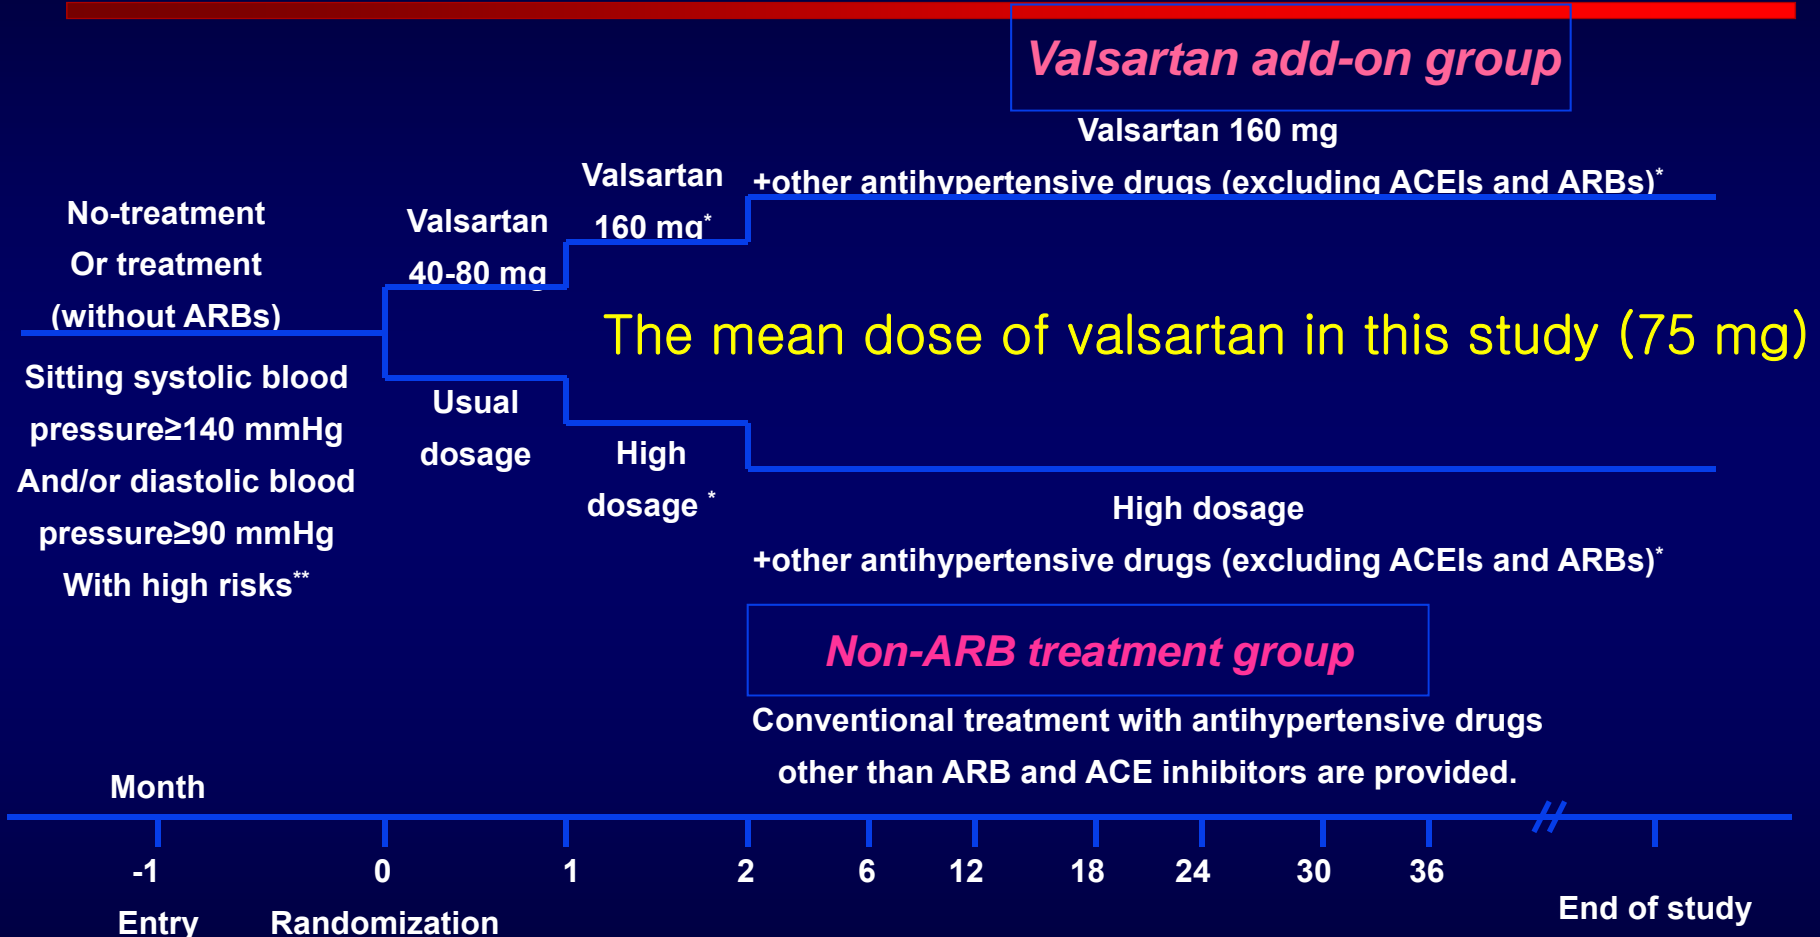 Valsartan add-on group
Valsartan 160 mg
+other antihypertensive drugs (excluding ACEIs and ARBs)*
Valsartan
160 mg*
Valsartan
40-80 mg
No-treatment
Or treatment
(without ARBs)
The mean dose of valsartan in this study (75 mg)
Sitting systolic blood
pressure≥140 mmHg
And/or diastolic blood
pressure≥90 mmHg
With high risks**
Usual
dosage
High
dosage *
High dosage
+other antihypertensive drugs (excluding ACEIs and ARBs)*
Non-ARB treatment group
Conventional treatment with antihypertensive drugs
other than ARB and ACE inhibitors are provided.
Month
-1 0 1 2 6 12 18 24 30 36
Entry Randomization End of study